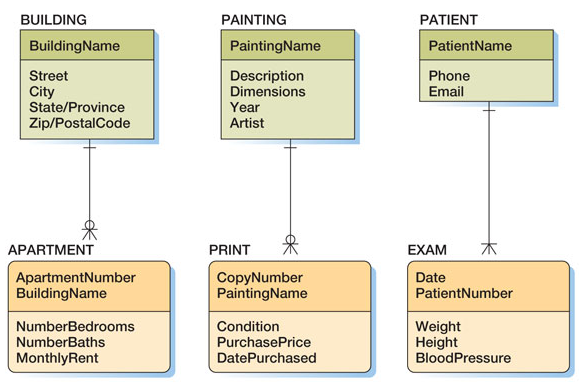 BUILDING
BuildingName
Street
City
State/Province
Zip/PostalCode
PAINTING
PaintingName
Description
Dimensions
Year
Artist
PATIENT
PatientName
Phone
Email
APARTMENT
ApartmentNumber
BuildingName
NumberBedrooms
NumberBaths
MonthlyRent
PRINT
CopyNumber
PaintingName
Condition
PurchasePrice
DatePurchased
EXAM
Date
PatientNumber
Weight
Height
BloodPressure